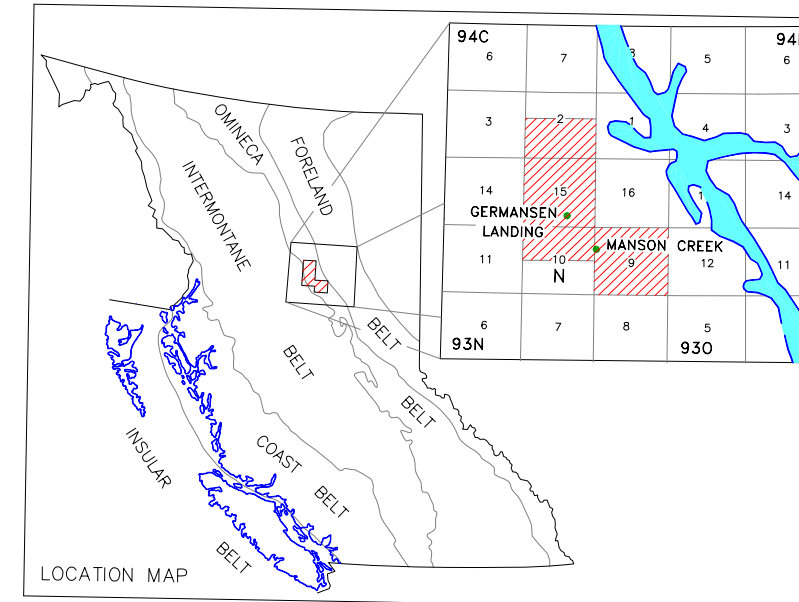 94C
94
6
7
3
5
6
3
2
1
4
3
14
15
16
1
14
GERMANSEN
LANDING
MANSON CREEK
11
10
9
12
11
N
6
7
8
5
93N
93O
OMINECA
BELT
FORELAND
BELT
INTERMONTANE
BELT
COAST
BELT
INSULAR
BELT
LOCATION MAP